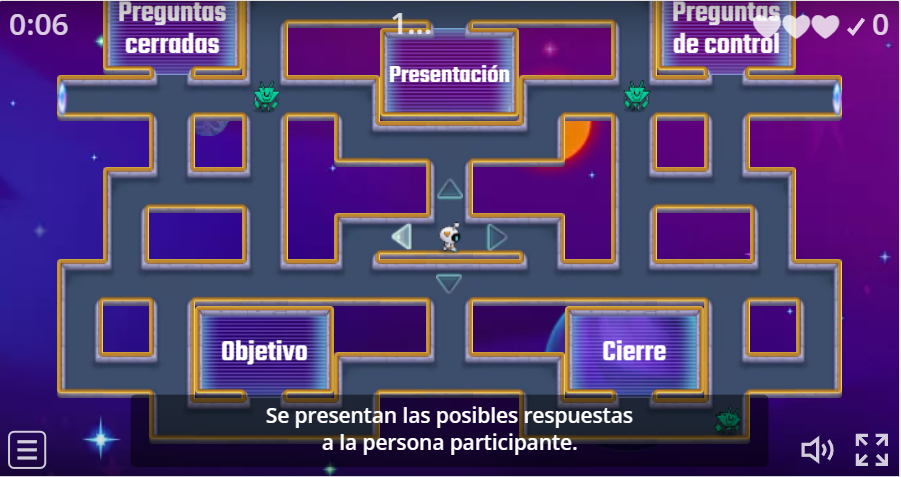 0:06
1...
✓ 0
Preguntas
cerradas
Presentación
Preguntas
de control
Objetivo
Cierre
Se presentan las posibles respuestas
a la persona participante.